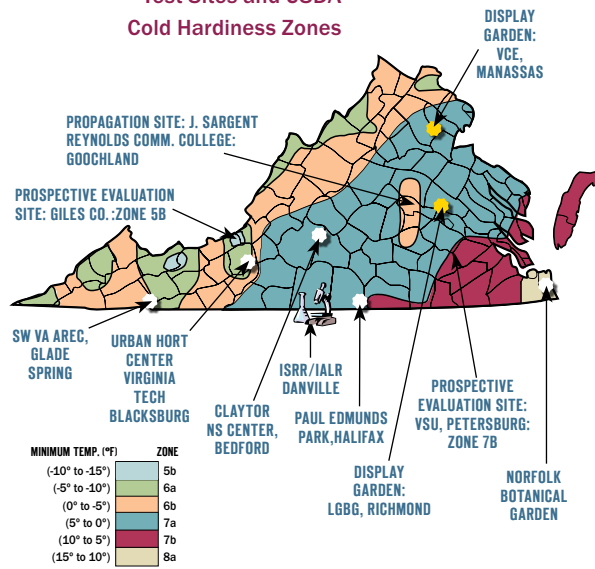 Test Sites and USDA
Cold Hardiness Zones
DISPLAY
GARDEN:
VCE,
MANASSAS
PROPAGATION SITE: J. SARGENT
REYNOLDS COMM. COLLEGE:
GOOCHLAND
PROSPECTIVE EVALUATION
SITE: GILES CO.:ZONE 5B
SW VA AREC,
GLADE
SPRING
URBAN HORT
CENTER
VIRGINIA
TECH
BLACKSBURG
CLAYTOR
NS CENTER,
BEDFORD
ISRR/IALR
DANVILLE
PAUL EDMUNDS
PARK,HALIFAX
DISPLAY
GARDEN:
LGBG, RICHMOND
PROSPECTIVE
EVALUATION SITE:
VSU, PETERSBURG:
ZONE 7B
NORFOLK
BOTANICAL
GARDEN
MINIMUM TEMP. (°F) ZONE
(-10° to -15°) 5b
(-5° to -10°) 6a
(0° to -5°) 6b
(5° to 0°) 7a
(10° to 5°) 7b
(15° to 10°) 8a